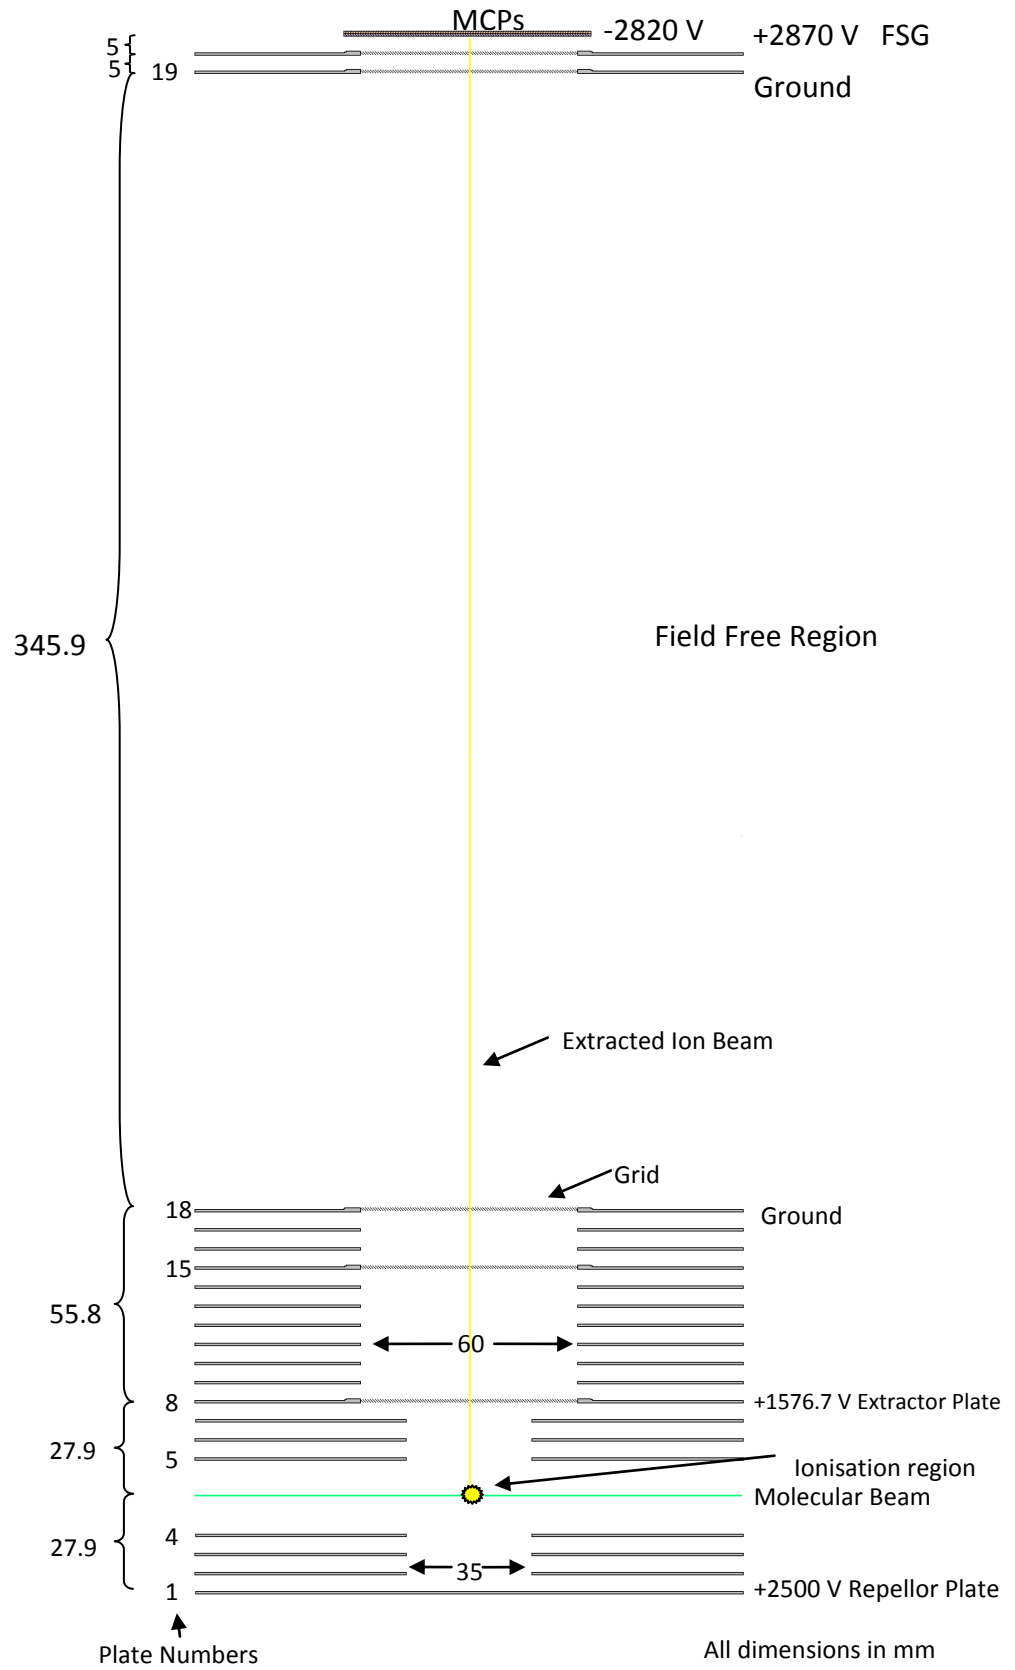 MCPs
-2820 V
+2870 V FSG
5
5
19
Ground
345.9
Field Free Region
Extracted Ion Beam
Grid
18
Ground
15
55.8
60
8
+1576.7 V Extractor Plate
27.9
5
Ionisation region
Molecular Beam
4
27.9
35
1
+2500 V Repellor Plate
Plate Numbers
All dimensions in mm